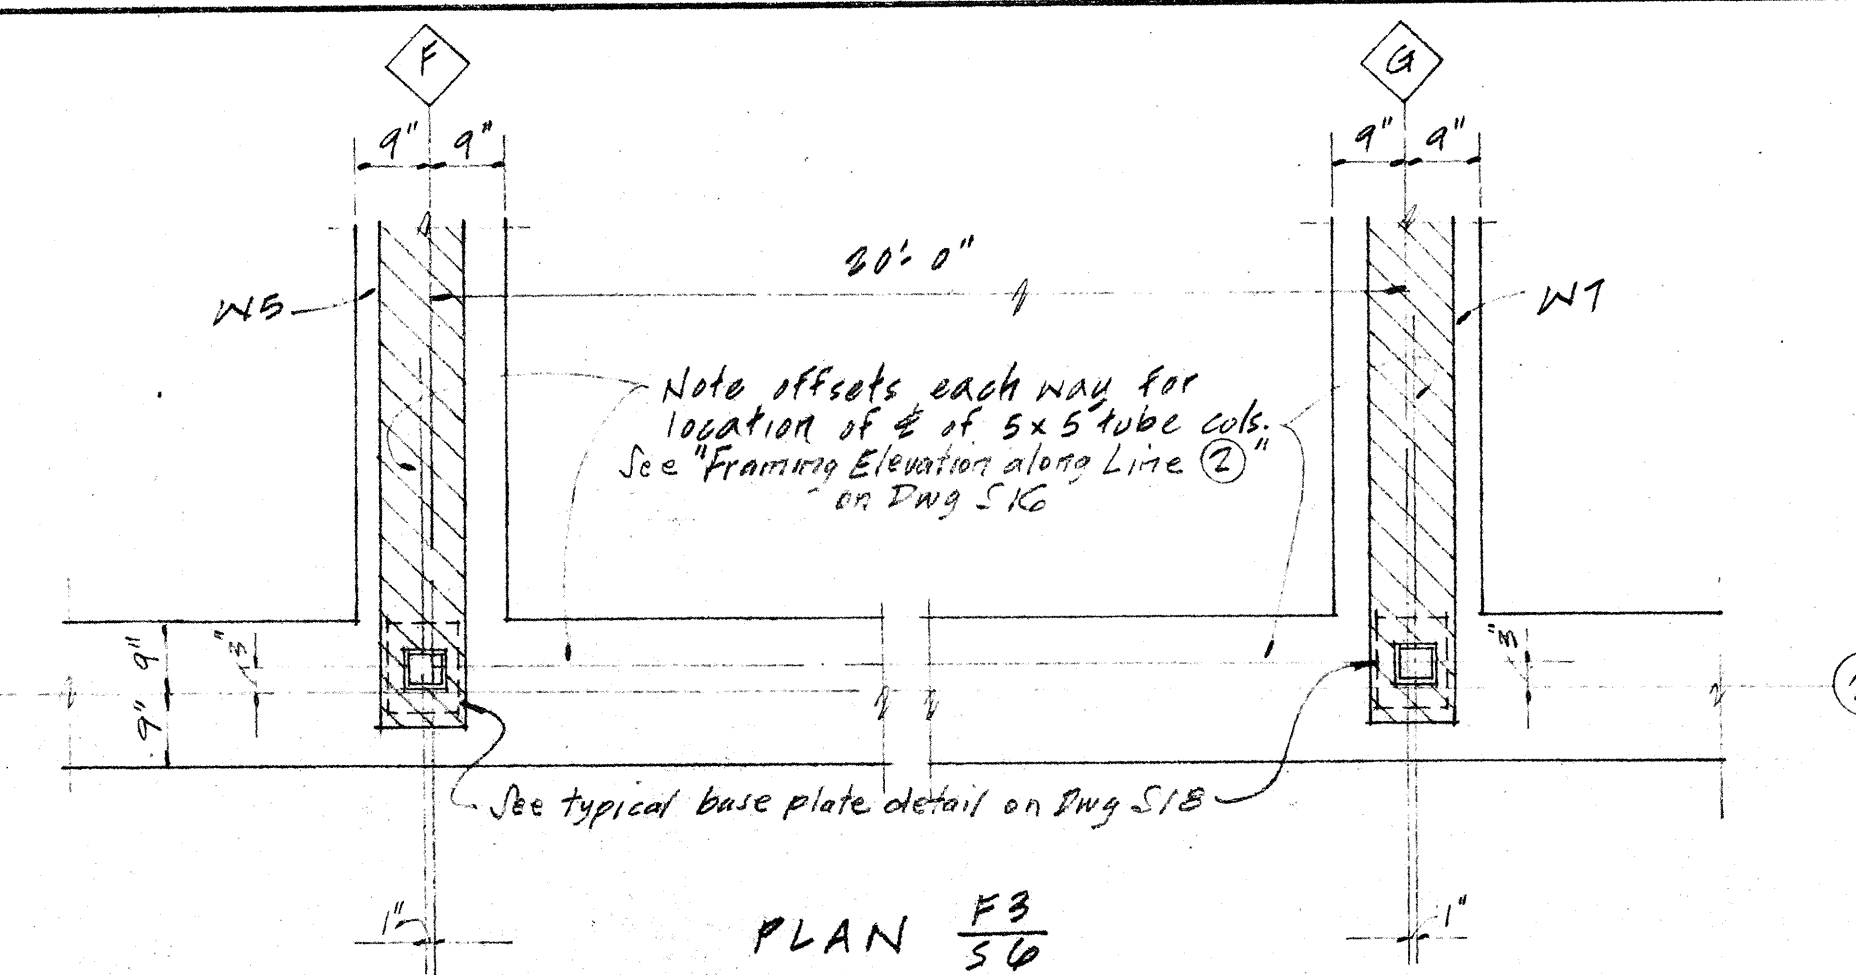 F
G
9" 9"
9" 9"
20'-0"
W5
W7
Note offsets each way for
location of ℄ of 5x5 tube cols.
See "Framing Elevation along Line 2"
on Dwg S16
9"
3"
9"
3"
See typical base plate detail on Dwg S18
1"
1"
PLAN F3
S6